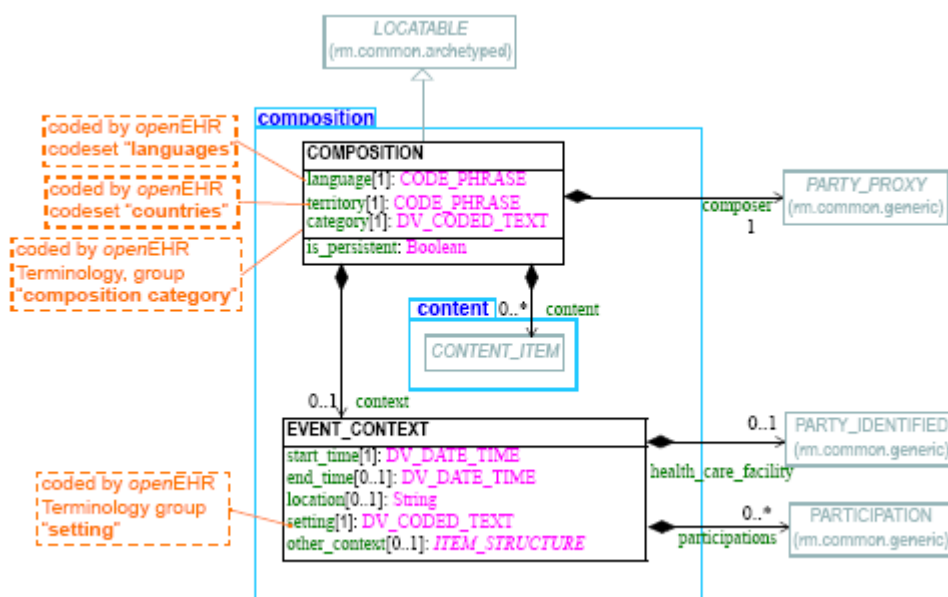 LOCATABLE
(rm.common.archetyped)
composition
coded by openEHR
codeset "languages"
coded by openEHR
codeset "countries"
coded by openEHR
Terminology, group
"composition category"
COMPOSITION
language[1]: CODE_PHRASE
territory[1]: CODE_PHRASE
category[1]: DV_CODED_TEXT
is_persistent: Boolean
composer
1
PARTY_PROXY
(rm.common.generic)
content
0..* content
CONTENT_ITEM
0..1 context
EVENT_CONTEXT
start_time[1]: DV_DATE_TIME
end_time[0..1]: DV_DATE_TIME
location[0..1]: String
setting[1]: DV_CODED_TEXT
other_context[0..1]: ITEM_STRUCTURE
coded by openEHR
Terminology group
"setting"
0..1
health_care_facility
PARTY_IDENTIFIED
(rm.common.generic)
0..*
participations
PARTICIPATION
(rm.common.generic)